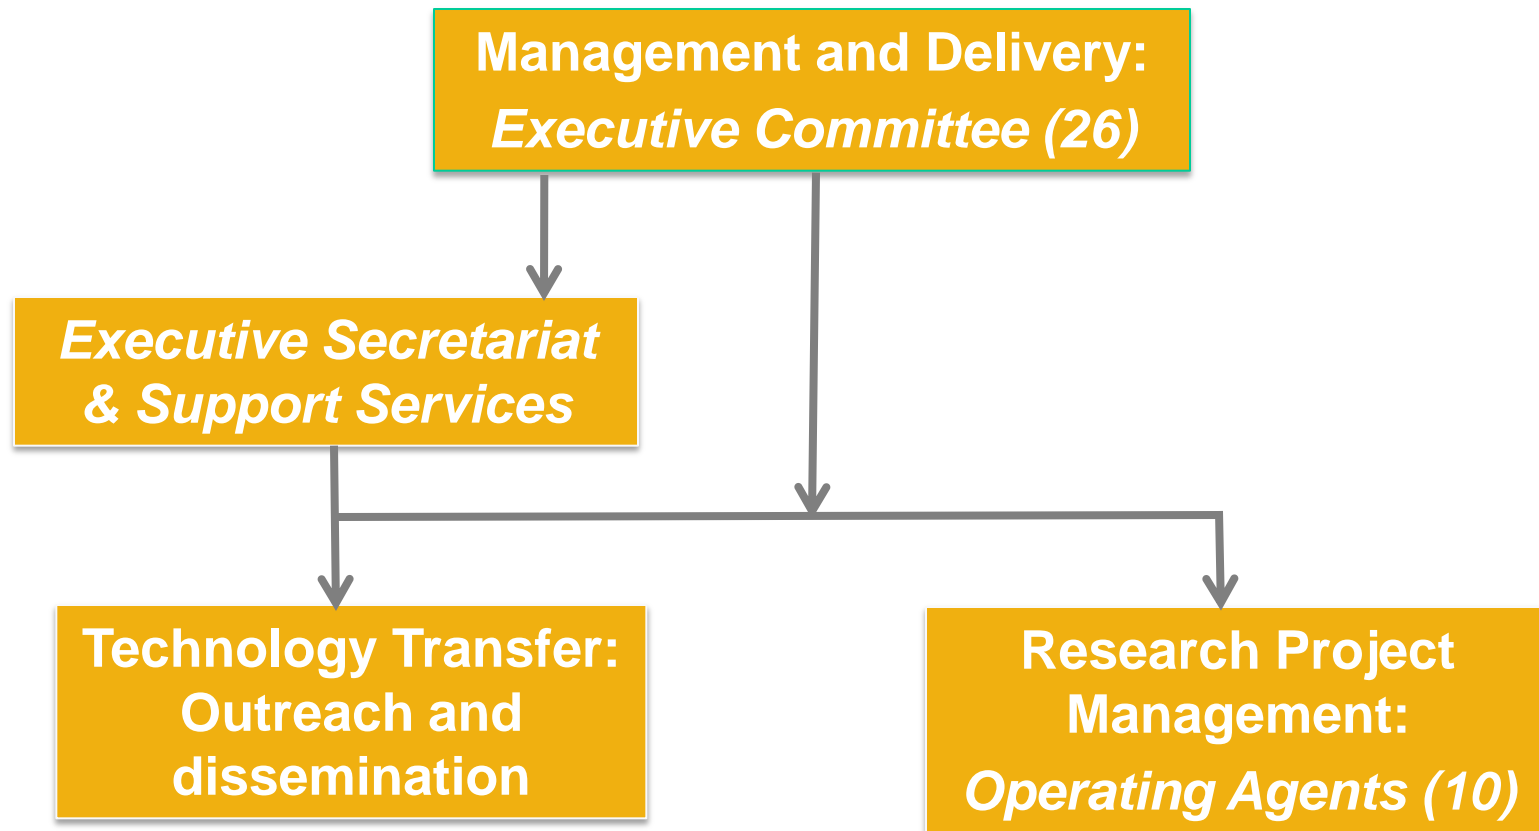 Management and Delivery:
Executive Committee (26)
Executive Secretariat
& Support Services
Technology Transfer:
Outreach and
dissemination
Research Project
Management:
Operating Agents (10)